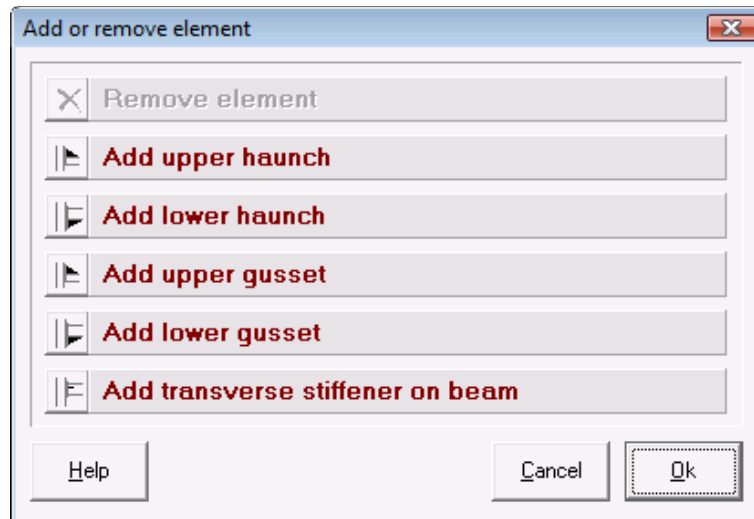 Add or remove element
Remove element
Add upper haunch
Add lower haunch
Add upper gusset
Add lower gusset
Add transverse stiffener on beam
Help
Cancel
Ok